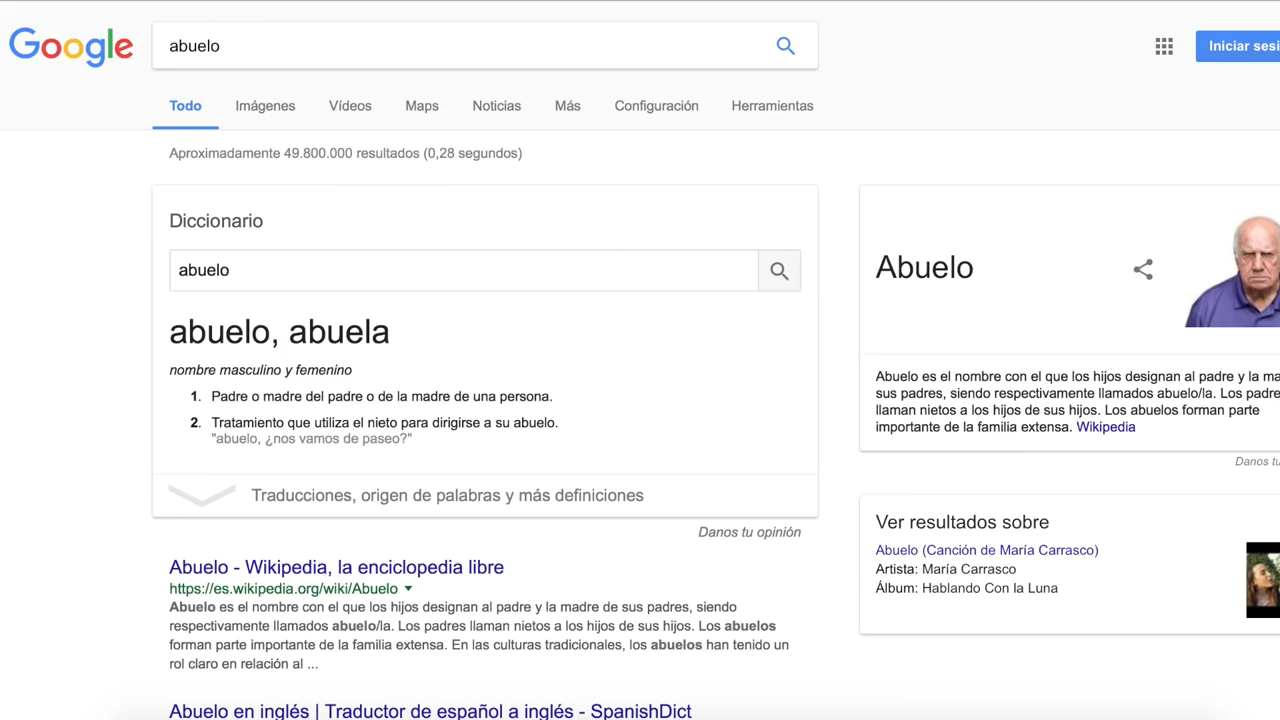 Google
abuelo
Iniciar sesi
Todo Imágenes Vídeos Maps Noticias Más Configuración Herramientas
Aproximadamente 49.800.000 resultados (0,28 segundos)
Diccionario
abuelo
abuelo, abuela
nombre masculino y femenino
1. Padre o madre del padre o de la madre de una persona.
2. Tratamiento que utiliza el nieto para dirigirse a su abuelo.
"abuelo, ¿nos vamos de paseo?"
Traducciones, origen de palabras y más definiciones
Danos tu opinión
Abuelo - Wikipedia, la enciclopedia libre
https://es.wikipedia.org/wiki/Abuelo
Abuelo es el nombre con el que los hijos designan al padre y la madre de sus padres, siendo
respectivamente llamados abuelo/la. Los padres llaman nietos a los hijos de sus hijos. Los abuelos
forman parte importante de la familia extensa. En las culturas tradicionales, los abuelos han tenido un
rol claro en relación al ...
Abuelo en inglés | Traductor de español a inglés - SpanishDict
Abuelo
Abuelo es el nombre con el que los hijos designan al padre y la ma
sus padres, siendo respectivamente llamados abuelo/la. Los padre
llaman nietos a los hijos de sus hijos. Los abuelos forman parte
importante de la familia extensa. Wikipedia
Danos tu
Ver resultados sobre
Abuelo (Canción de María Carrasco)
Artista: María Carrasco
Álbum: Hablando Con la Luna